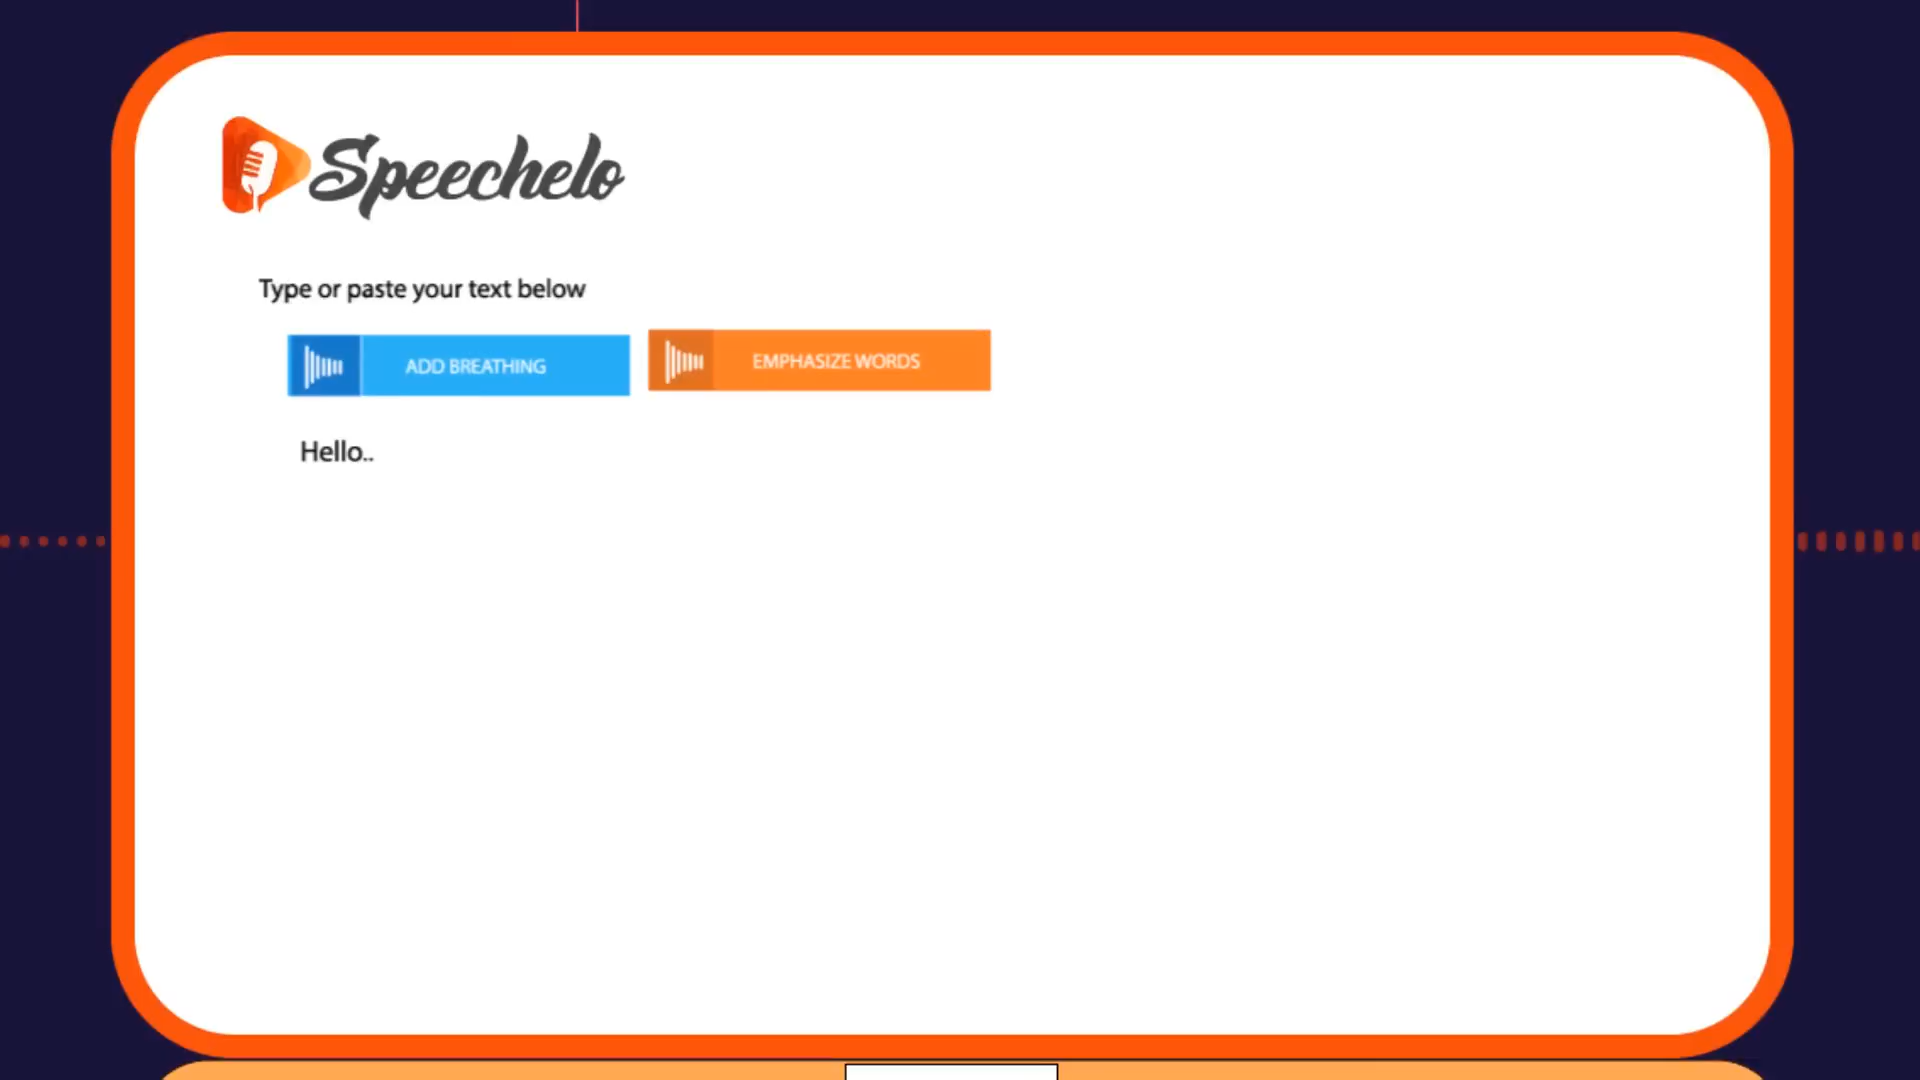 Speechelo
Type or paste your text below
ADD BREATHING
EMPHASIZE WORDS
Hello..